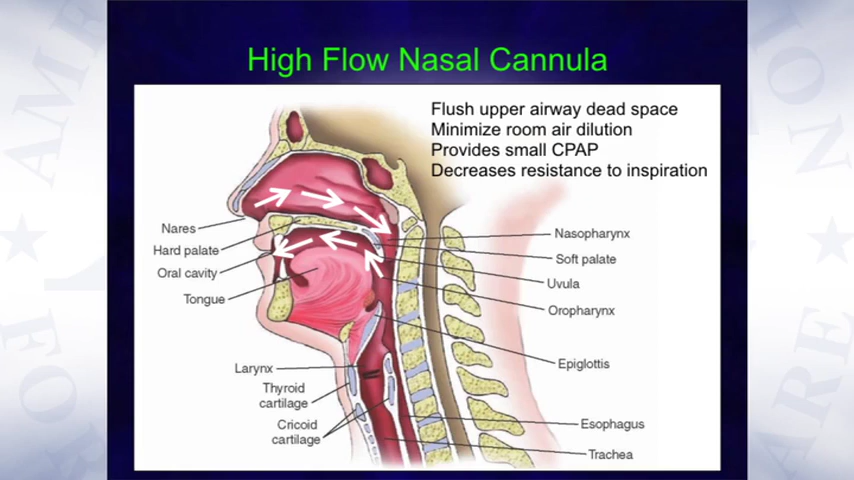 High Flow Nasal Cannula
Flush upper airway dead space
Minimize room air dilution
Provides small CPAP
Decreases resistance to inspiration
Nares
Hard palate
Oral cavity
Tongue
Nasopharynx
Soft palate
Uvula
Oropharynx
Epiglottis
Larynx
Thyroid
cartilage
Cricoid
cartilage
Esophagus
Trachea